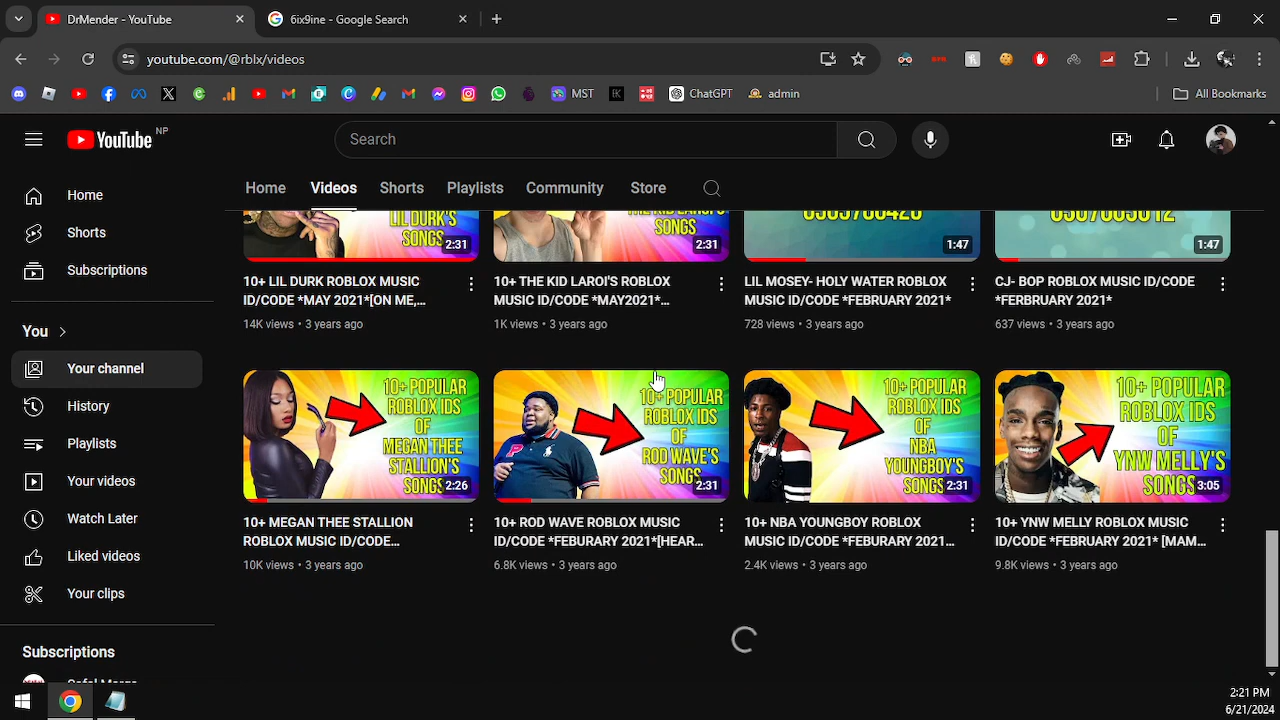 DrMender - YouTube
6ix9ine - Google Search
youtube.com/@rblx/videos
MST
ChatGPT
admin
All Bookmarks
YouTube NP
Search
Home
Shorts
Subscriptions
You
Your channel
History
Playlists
Your videos
Watch Later
Liked videos
Your clips
Subscriptions
Home Videos Shorts Playlists Community Store
LIL DURK'S
SONGS
2:31
SONGS
2:31
1:47
1:47
10+ LIL DURK ROBLOX MUSIC
ID/CODE *MAY 2021*[ON ME,...
14K views • 3 years ago
10+ THE KID LAROI'S ROBLOX
MUSIC ID/CODE *MAY2021*...
1K views • 3 years ago
LIL MOSEY- HOLY WATER ROBLOX
MUSIC ID/CODE *FEBRUARY 2021*
728 views • 3 years ago
CJ- BOP ROBLOX MUSIC ID/CODE
*FERBRUARY 2021*
637 views • 3 years ago
10+ POPULAR
ROBLOX IDS
OF
MEGAN THEE
STALLION'S
SONGS
2:26
10+ POPULAR
ROBLOX IDS
OF
ROD WAVE'S
SONGS
2:31
10+ POPULAR
ROBLOX IDS
OF
NBA
YOUNGBOY'S
SONGS
2:31
10+ POPULAR
ROBLOX IDS
OF
YNW MELLY'S
SONGS
3:05
10+ MEGAN THEE STALLION
ROBLOX MUSIC ID/CODE...
10K views • 3 years ago
10+ ROD WAVE ROBLOX MUSIC
ID/CODE *FEBURARY 2021*[HEAR...
6.8K views • 3 years ago
10+ NBA YOUNGBOY ROBLOX
MUSIC ID/CODE *FEBURARY 2021...
2.4K views • 3 years ago
10+ YNW MELLY ROBLOX MUSIC
ID/CODE *FEBRUARY 2021* [MAM...
9.8K views • 3 years ago
2:21 PM
6/21/2024